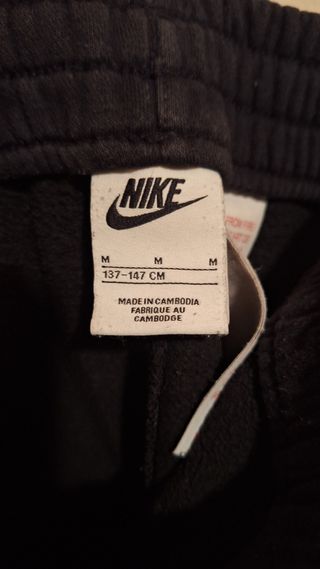 NIKE
M M M
137-147 CM
MADE IN CAMBODIA
FABRIQUE AU
CAMBODGE